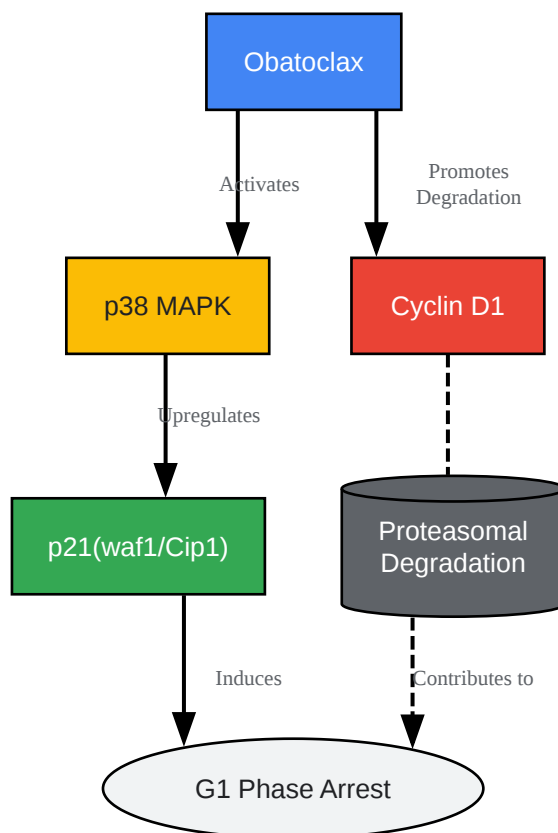 Obatoclax
Activates
Promotes
Degradation
p38 MAPK
Cyclin D1
Upregulates
p21(waf1/Cip1)
Proteasomal
Degradation
Induces
Contributes to
G1 Phase Arrest